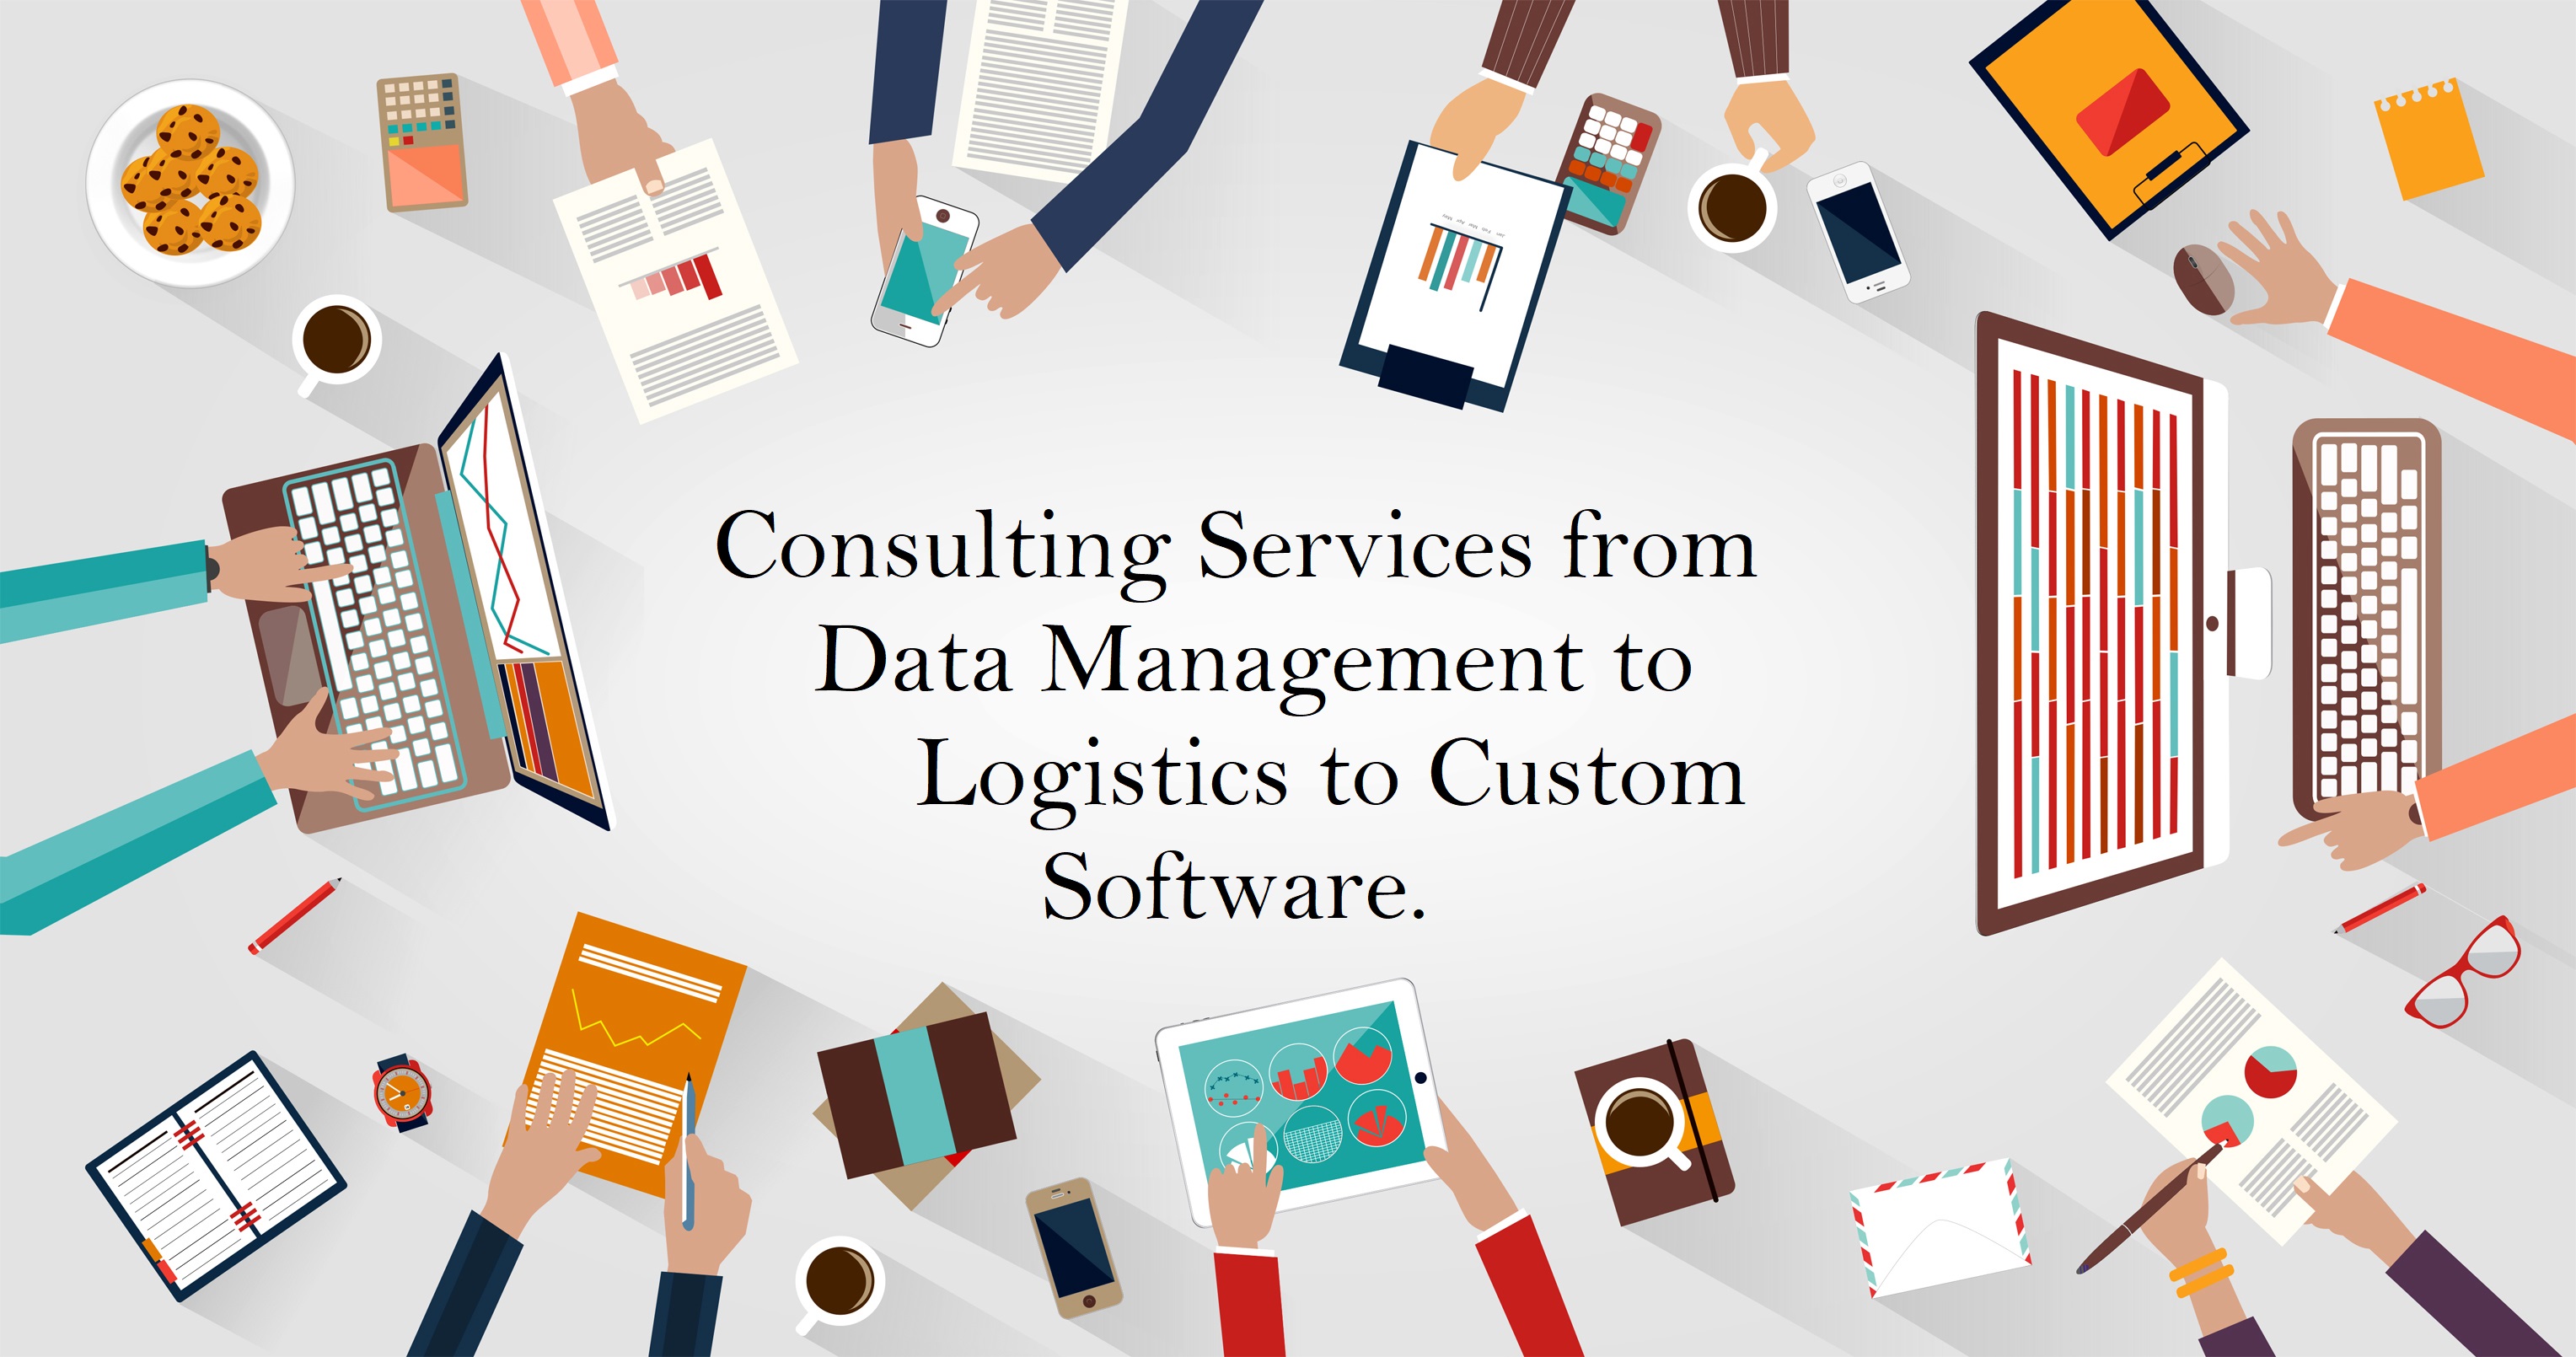 Consulting Services from
Data Management to
Logistics to Custom
Software.